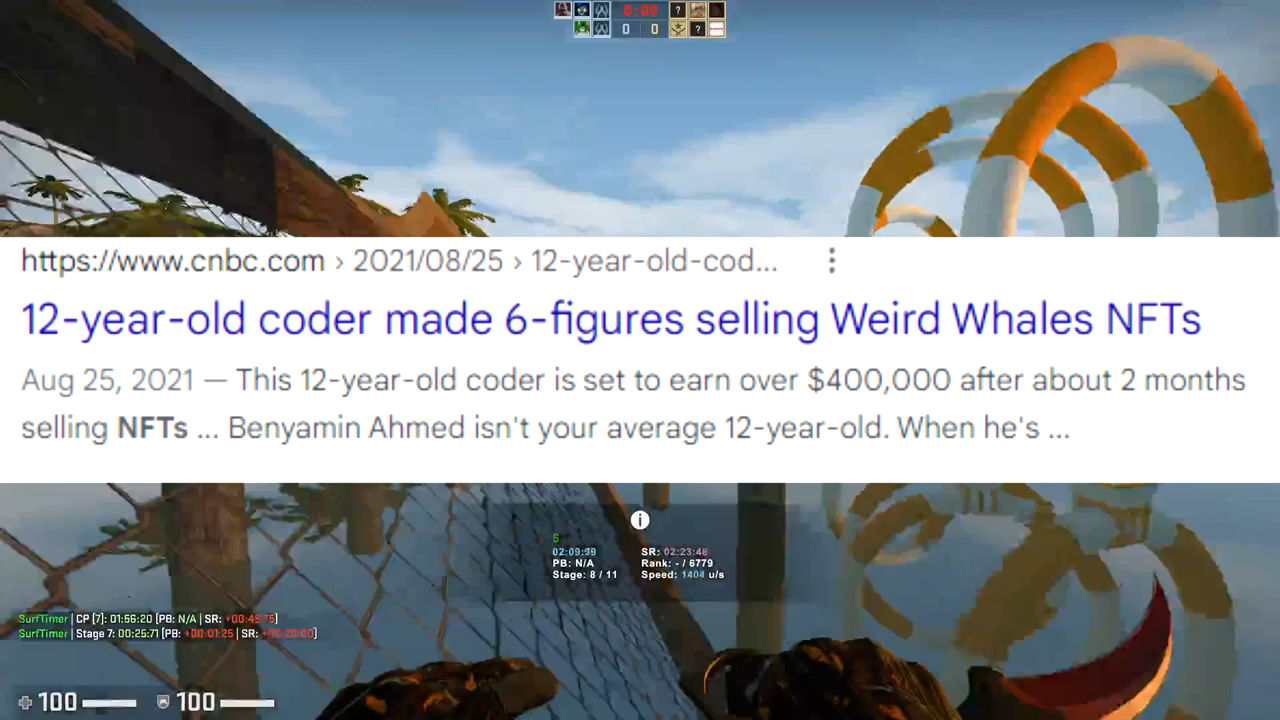 0:00
? 
0 0 ?
https://www.cnbc.com › 2021/08/25 › 12-year-old-cod...
12-year-old coder made 6-figures selling Weird Whales NFTs
Aug 25, 2021 — This 12-year-old coder is set to earn over $400,000 after about 2 months
selling NFTs ... Benyamin Ahmed isn't your average 12-year-old. When he's ...
5
02:09:99 SR: 02:23:48
PB: N/A Rank: - / 6779
Stage: 8 / 11 Speed: 1404 u/s
SurfTimer | CP [7]: 01:56:20 [PB: N/A | SR: +00:49:75]
SurfTimer | Stage 7: 00:25:71 [PB: +00:01:25 | SR: +00:20:00]
100 100